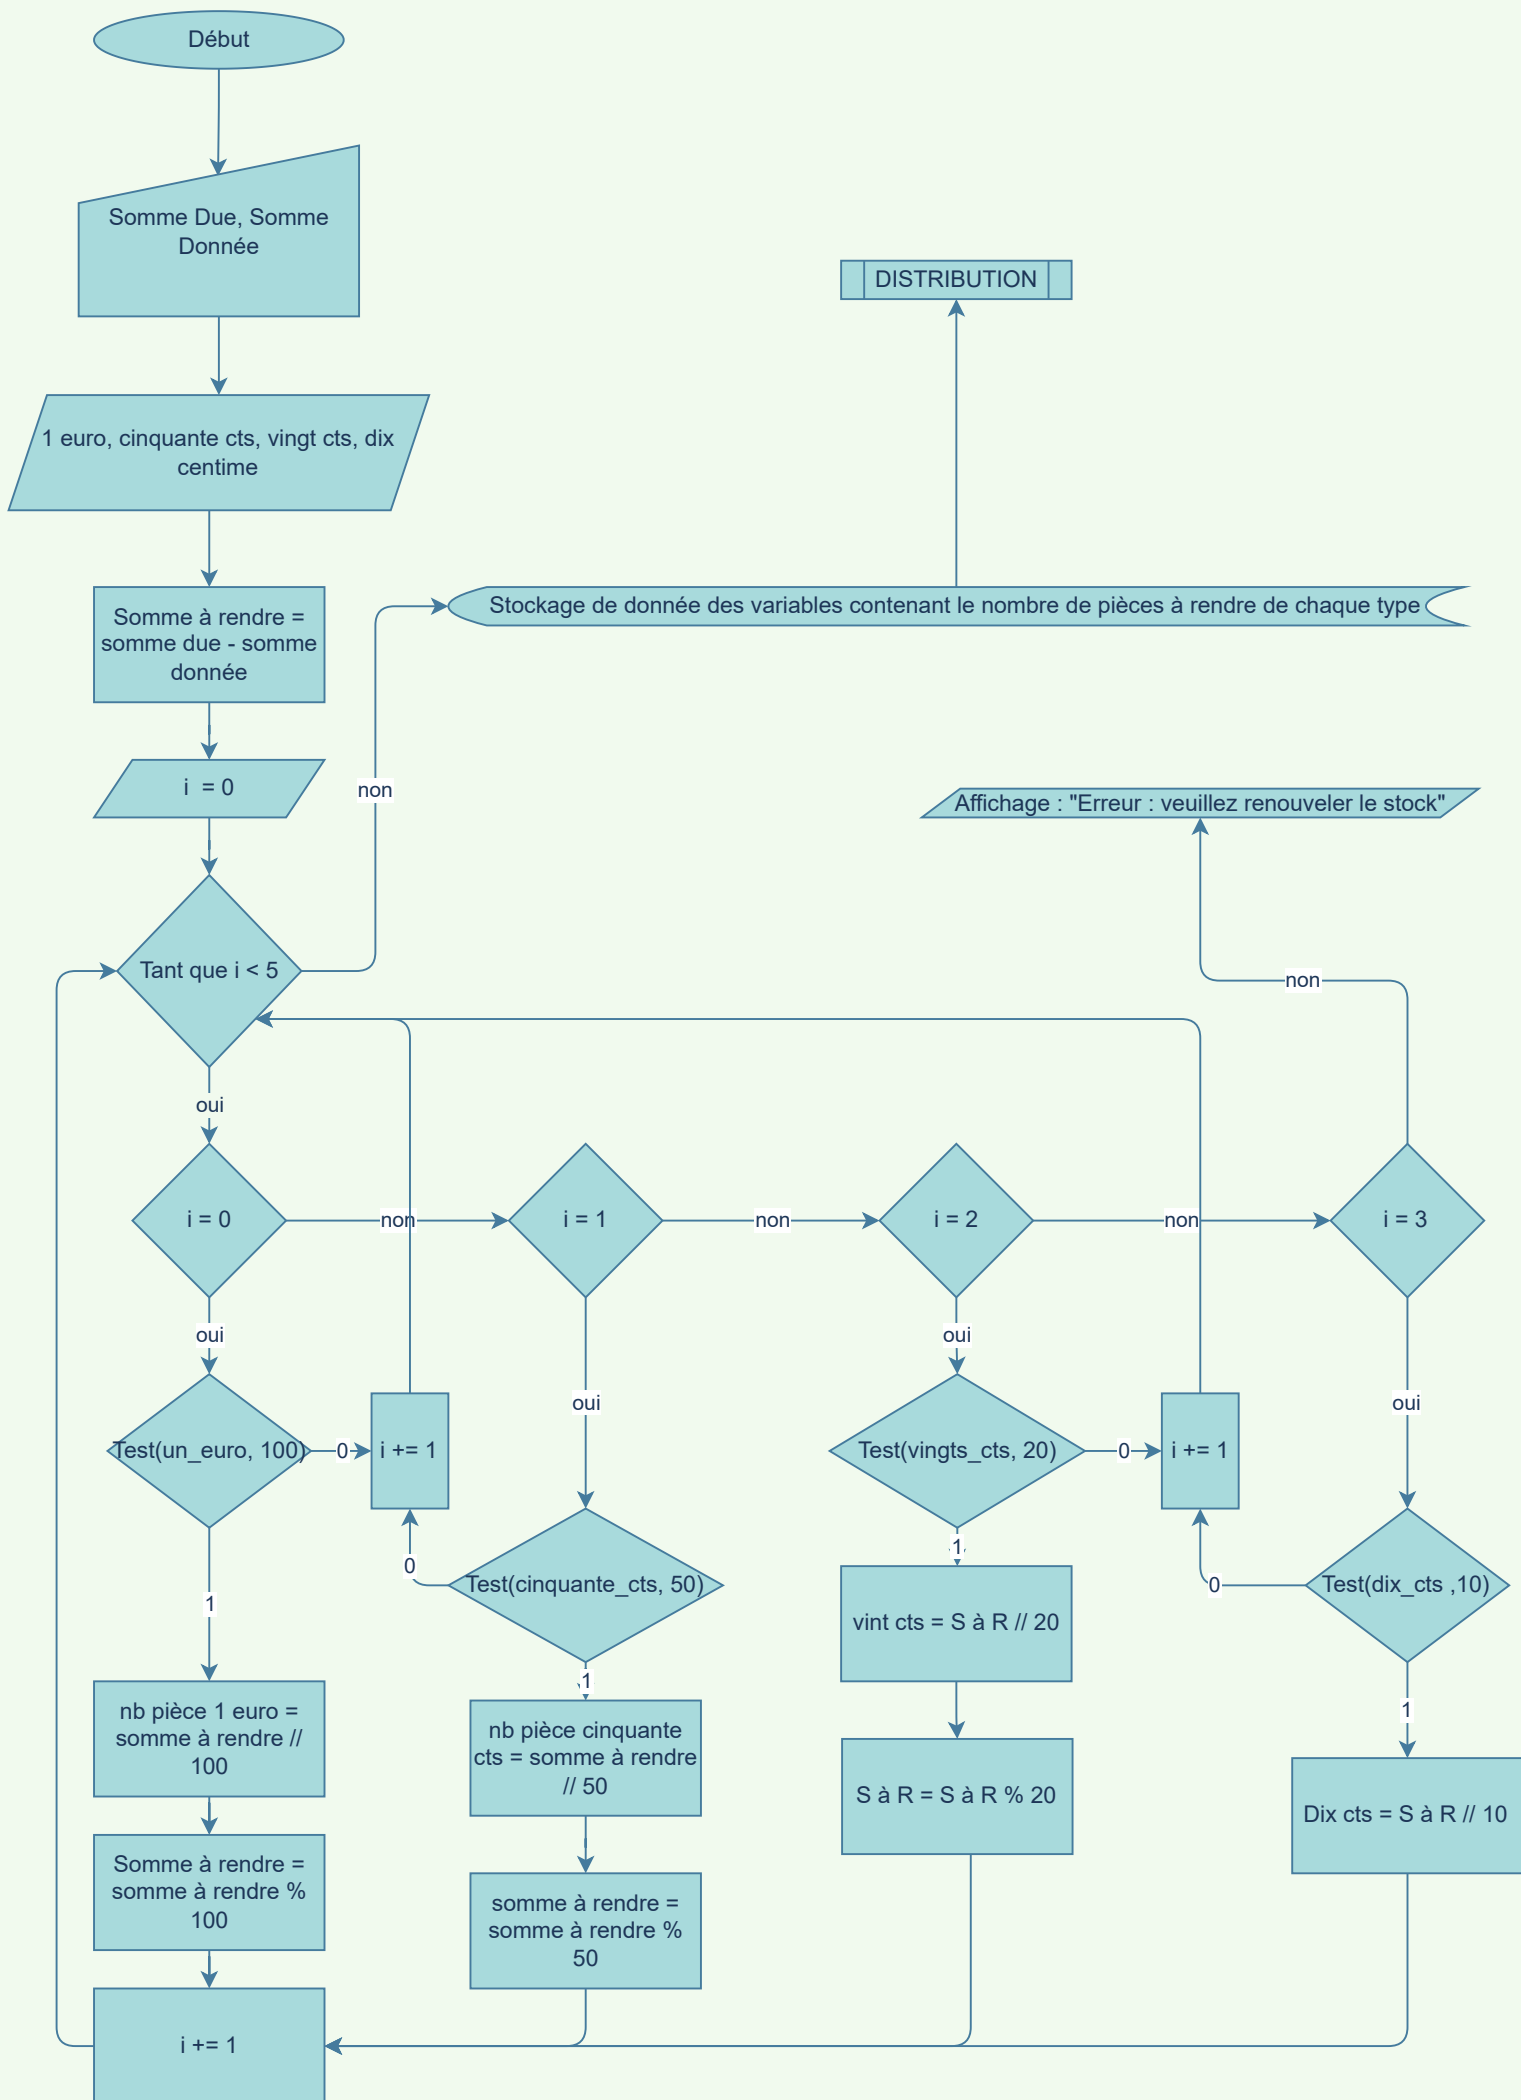 Début
Somme Due, Somme
Donnée
DISTRIBUTION
1 euro, cinquante cts, vingt cts, dix
centime
Somme à rendre =
somme due - somme
donnée
Stockage de donnée des variables contenant le nombre de pièces à rendre de chaque type
i = 0
non
Affichage : "Erreur : veuillez renouveler le stock"
Tant que i < 5
non
oui
i = 0
non
i = 1
non
i = 2
non
i = 3
oui
oui
oui
oui
Test(un_euro, 100)
0
i += 1
Test(vingts_cts, 20)
0
i += 1
0
Test(cinquante_cts, 50)
0
Test(dix_cts ,10)
1
1
vint cts = S à R // 20
1
1
nb pièce 1 euro =
somme à rendre //
100
nb pièce cinquante
cts = somme à rendre
// 50
S à R = S à R % 20
Dix cts = S à R // 10
Somme à rendre =
somme à rendre %
100
somme à rendre =
somme à rendre %
50
i += 1